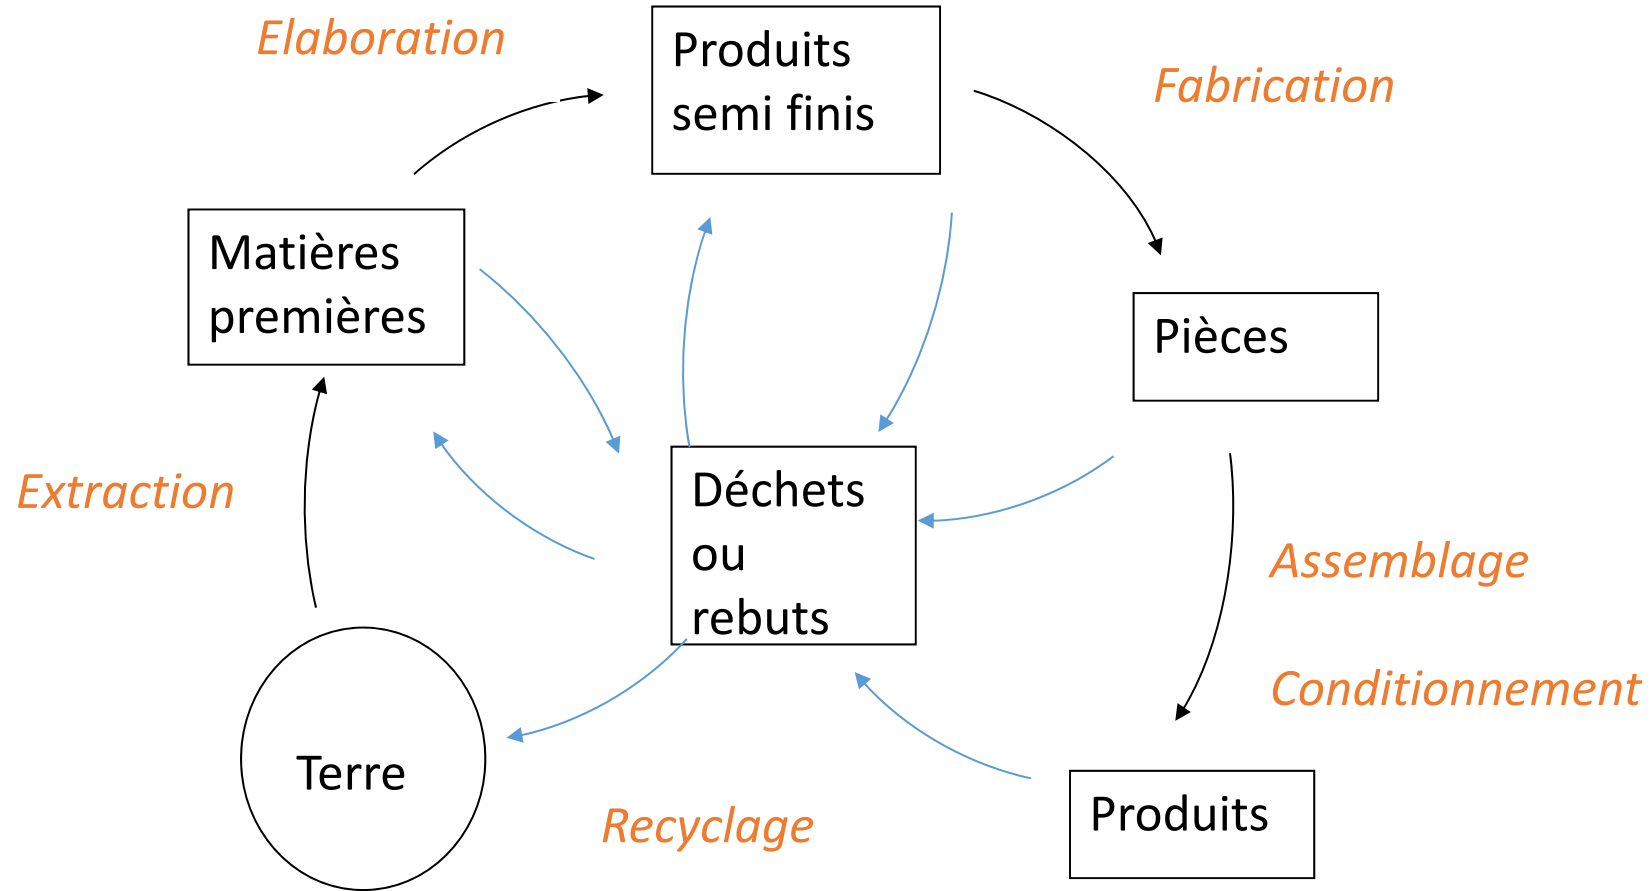 Elaboration
Produits
semi finis
Fabrication
Matières
premières
Pièces
Extraction
Déchets
ou
rebuts
Assemblage
Conditionnement
Terre
Recyclage
Produits